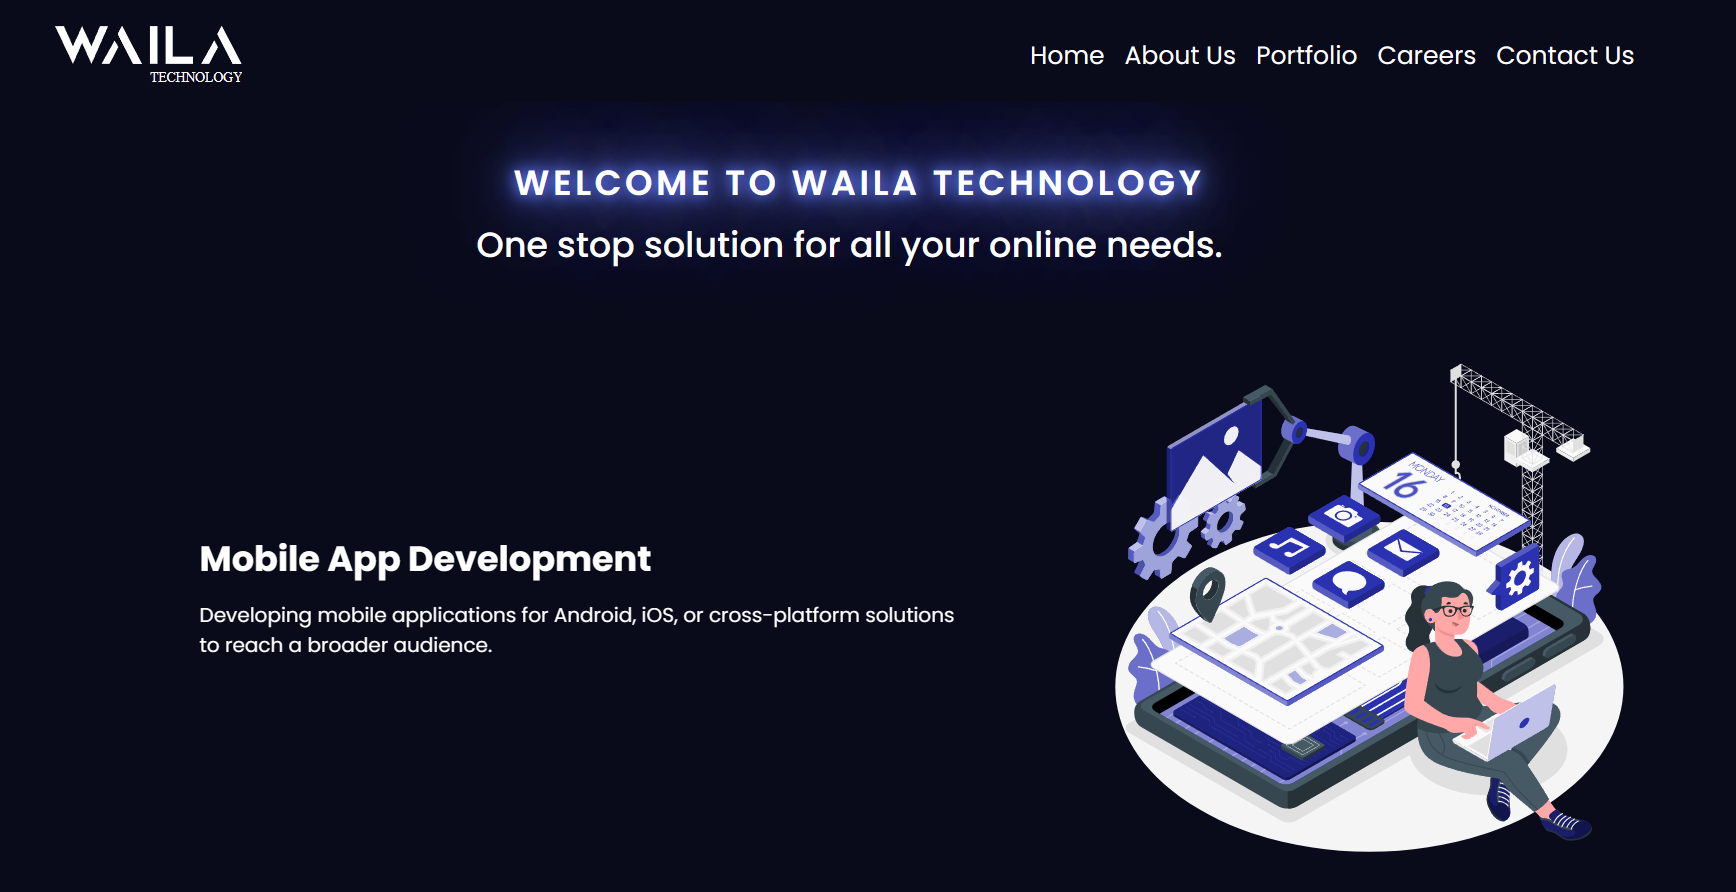 WAILA
TECHNOLOGY
Home About Us Portfolio Careers Contact Us
WELCOME TO WAILA TECHNOLOGY
One stop solution for all your online needs.
MONDAY
16
NOVEMBER
Mobile App Development
Developing mobile applications for Android, iOS, or cross-platform solutions
to reach a broader audience.